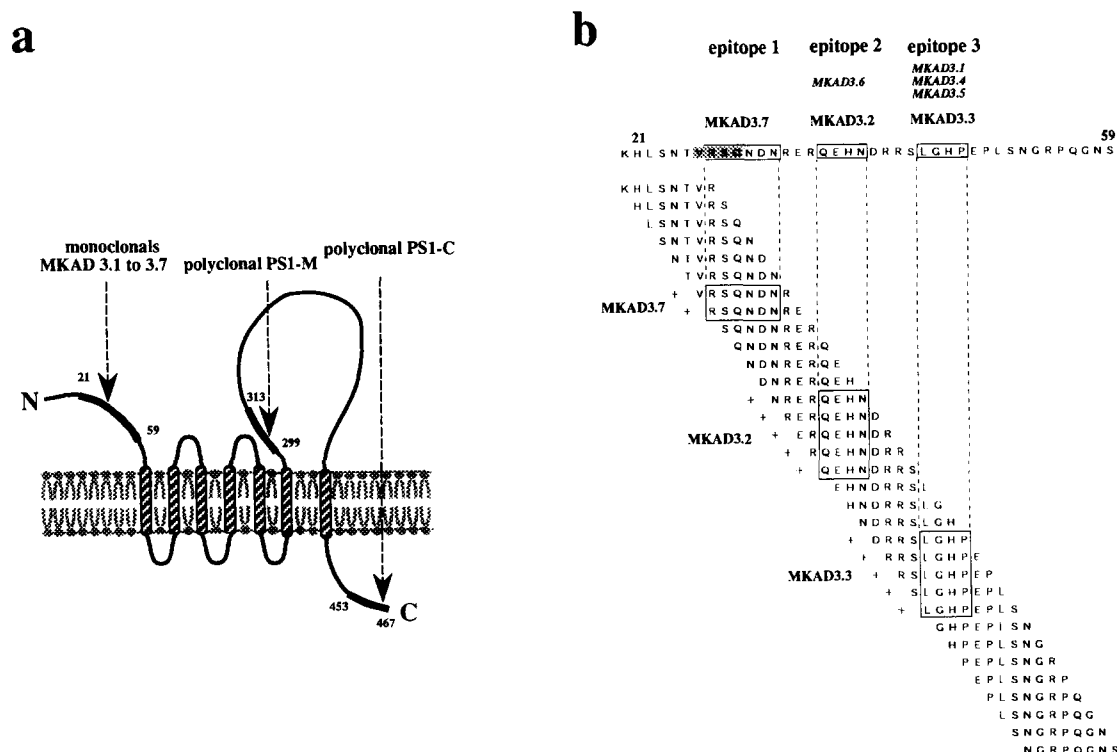 a
monoclonals
MKAD 3.1 to 3.7
polyclonal PS1-M
polyclonal PS1-C
21
N
59
313
299
453
467
C
b
epitope 1
epitope 2
epitope 3
MKAD3.6
MKAD3.1
MKAD3.4
MKAD3.5
MKAD3.7
MKAD3.2
MKAD3.3
21
59
K H L S N T N D N R E R Q E H N D R R S L G H P E P L S N G R P Q G N S
K H L S N T V R
H L S N T V R S
L S N T V R S Q
S N T V R S Q N
N T V R S Q N D
T V R S Q N D N
+ V R S Q N D N R
MKAD3.7
+ R S Q N D N R E
S Q N D N R E R
Q N D N R E R Q
N D N R E R Q E
D N R E R Q E H
+ N R E R Q E H N
+ R E R Q E H N D
MKAD3.2
+ E R Q E H N D R
+ R Q E H N D R R
+ Q E H N D R R S
E H N D R R S L
H N D R R S L G
N D R R S L G H
+ D R R S L G H P
+ R R S L G H P E
MKAD3.3
+ R S L G H P E P
+ S L G H P E P L
+ L G H P E P L S
G H P E P L S N
H P E P L S N G
P E P L S N G R
E P L S N G R P
P L S N G R P Q
L S N G R P Q G
S N G R P Q G N
N G R P Q G N S